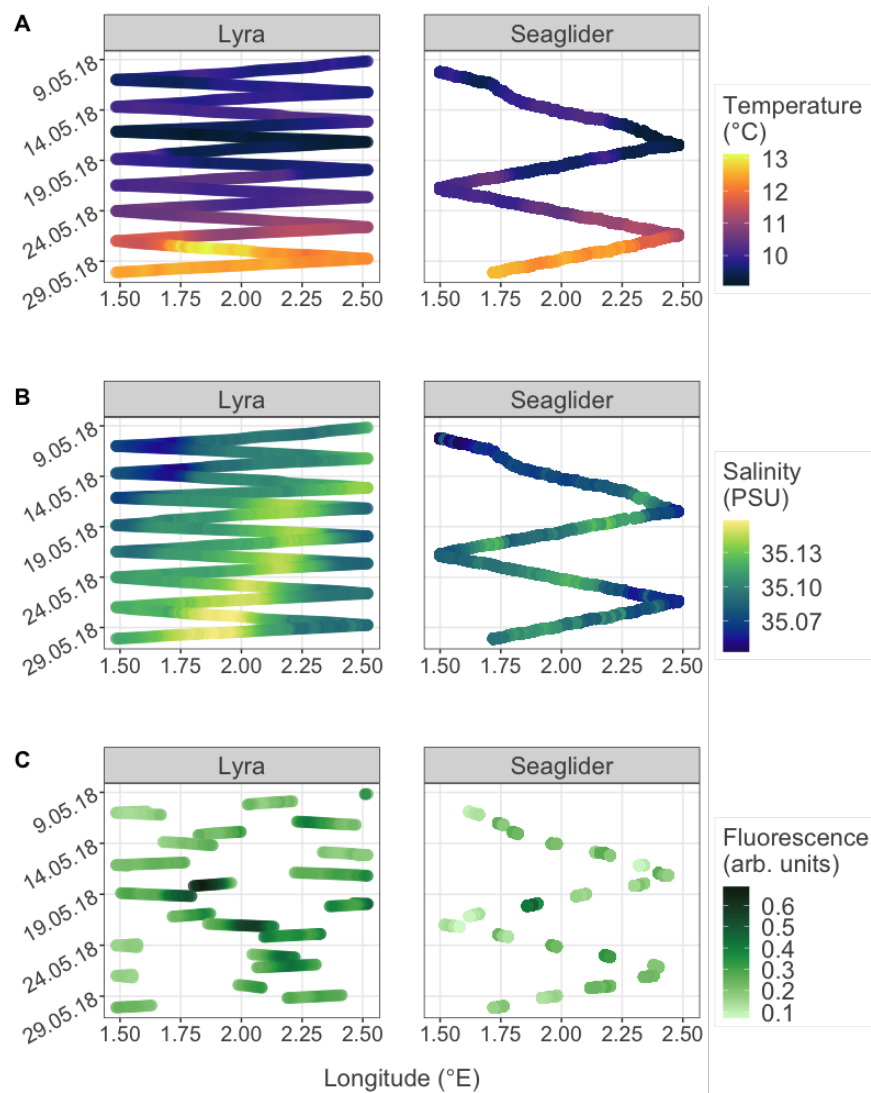 A
Lyra
Seaglider
9.05.18
14.05.18
19.05.18
24.05.18
29.05.18
1.50 1.75 2.00 2.25 2.50
1.50 1.75 2.00 2.25 2.50
Temperature
(°C)
13
12
11
10
B
Lyra
Seaglider
9.05.18
14.05.18
19.05.18
24.05.18
29.05.18
1.50 1.75 2.00 2.25 2.50
1.50 1.75 2.00 2.25 2.50
Salinity
(PSU)
35.13
35.10
35.07
C
Lyra
Seaglider
9.05.18
14.05.18
19.05.18
24.05.18
29.05.18
1.50 1.75 2.00 2.25 2.50
1.50 1.75 2.00 2.25 2.50
Fluorescence
(arb. units)
0.6
0.5
0.4
0.3
0.2
0.1
Longitude (°E)